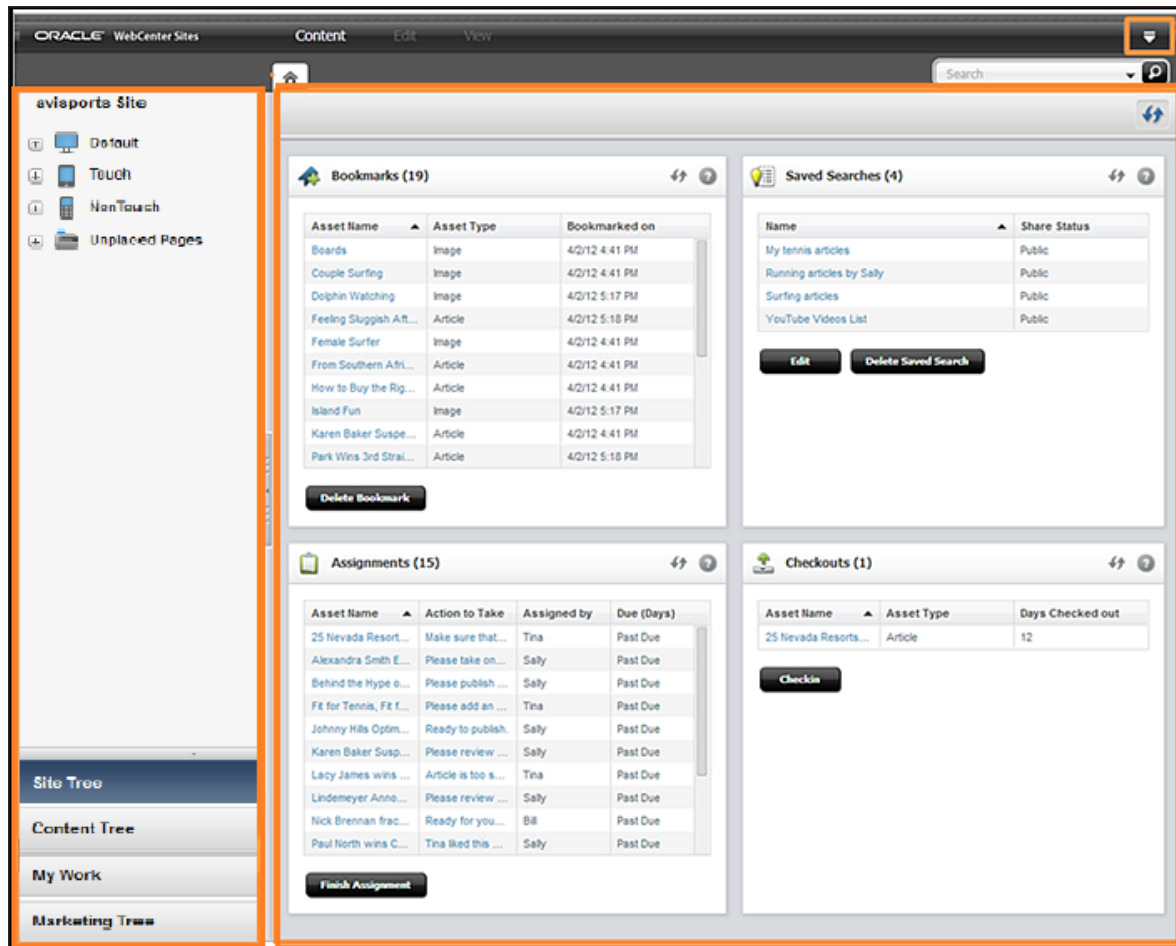 ORACLE WebCenter Sites Content Edit View
Search
avisports Site
Default
Touch
NonTouch
Unplaced Pages
Site Tree
Content Tree
My Work
Marketing Tree
Bookmarks (19)
Asset Name Asset Type Bookmarked on
Boards Image 4/2/12 4:41 PM
Couple Surfing Image 4/2/12 4:41 PM
Dolphin Watching Image 4/2/12 5:17 PM
Feeling Sluggish Aft... Article 4/2/12 5:18 PM
Female Surfer Image 4/2/12 4:41 PM
From Southern Afri... Article 4/2/12 4:41 PM
How to Buy the Rig... Article 4/2/12 4:41 PM
Island Fun Image 4/2/12 5:17 PM
Karen Baker Suspe... Article 4/2/12 4:41 PM
Park Wins 3rd Strai... Article 4/2/12 5:18 PM
Delete Bookmark
Saved Searches (4)
Name Share Status
My tennis articles Public
Running articles by Sally Public
Surfing articles Public
YouTube Videos List Public
Edit Delete Saved Search
Assignments (15)
Asset Name Action to Take Assigned by Due (Days)
25 Nevada Resort... Make sure that... Tina Past Due
Alexandra Smith E... Please take on... Sally Past Due
Behind the Hype o... Please publish ... Sally Past Due
Fit for Tennis, Fit f... Please add an ... Tina Past Due
Johnny Hills Optim... Ready to publish. Sally Past Due
Karen Baker Susp... Please review ... Sally Past Due
Lacy James wins ... Article is too s... Tina Past Due
Lindemeyer Anno... Please review ... Sally Past Due
Nick Brennan frac... Ready for you... Bill Past Due
Paul North wins C... Tina liked this ... Sally Past Due
Finish Assignment
Checkouts (1)
Asset Name Asset Type Days Checked out
25 Nevada Resorts... Article 12
Checkin